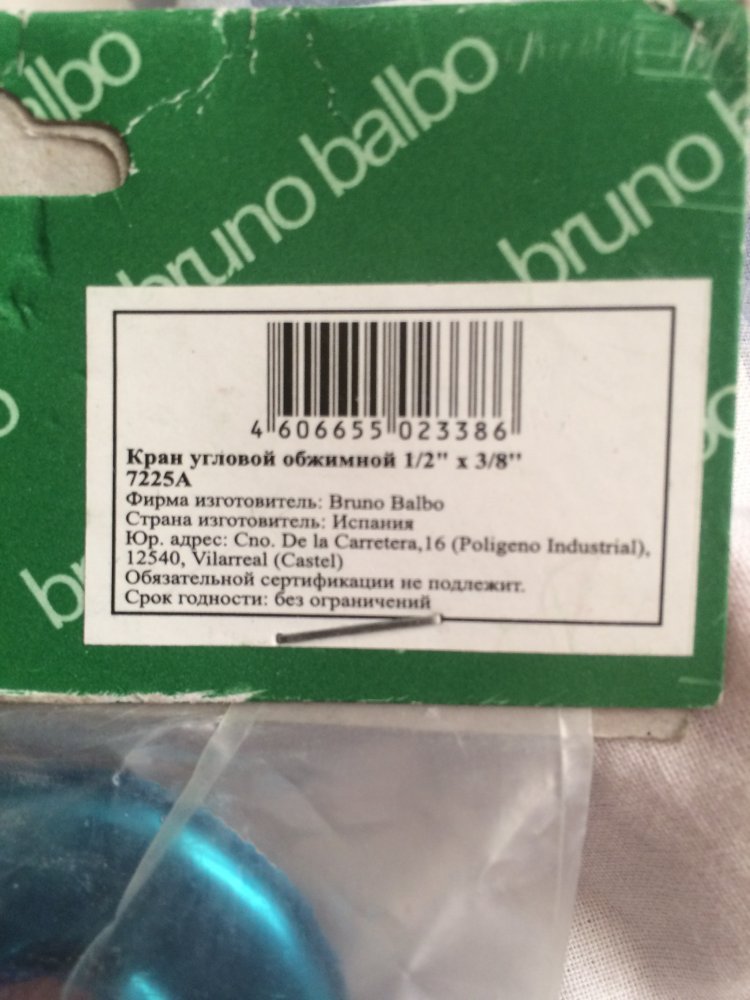 albo
bruno balbo
bruno
4 606655 023386
Кран угловой обжимной 1/2" x 3/8"
7225A
Фирма изготовитель: Bruno Balbo
Страна изготовитель: Испания
Юр. адрес: Cno. De la Carretera,16 (Poligeno Industrial),
12540, Vilarreal (Castel)
Обязательной сертификации не подлежит.
Срок годности: без ограничений